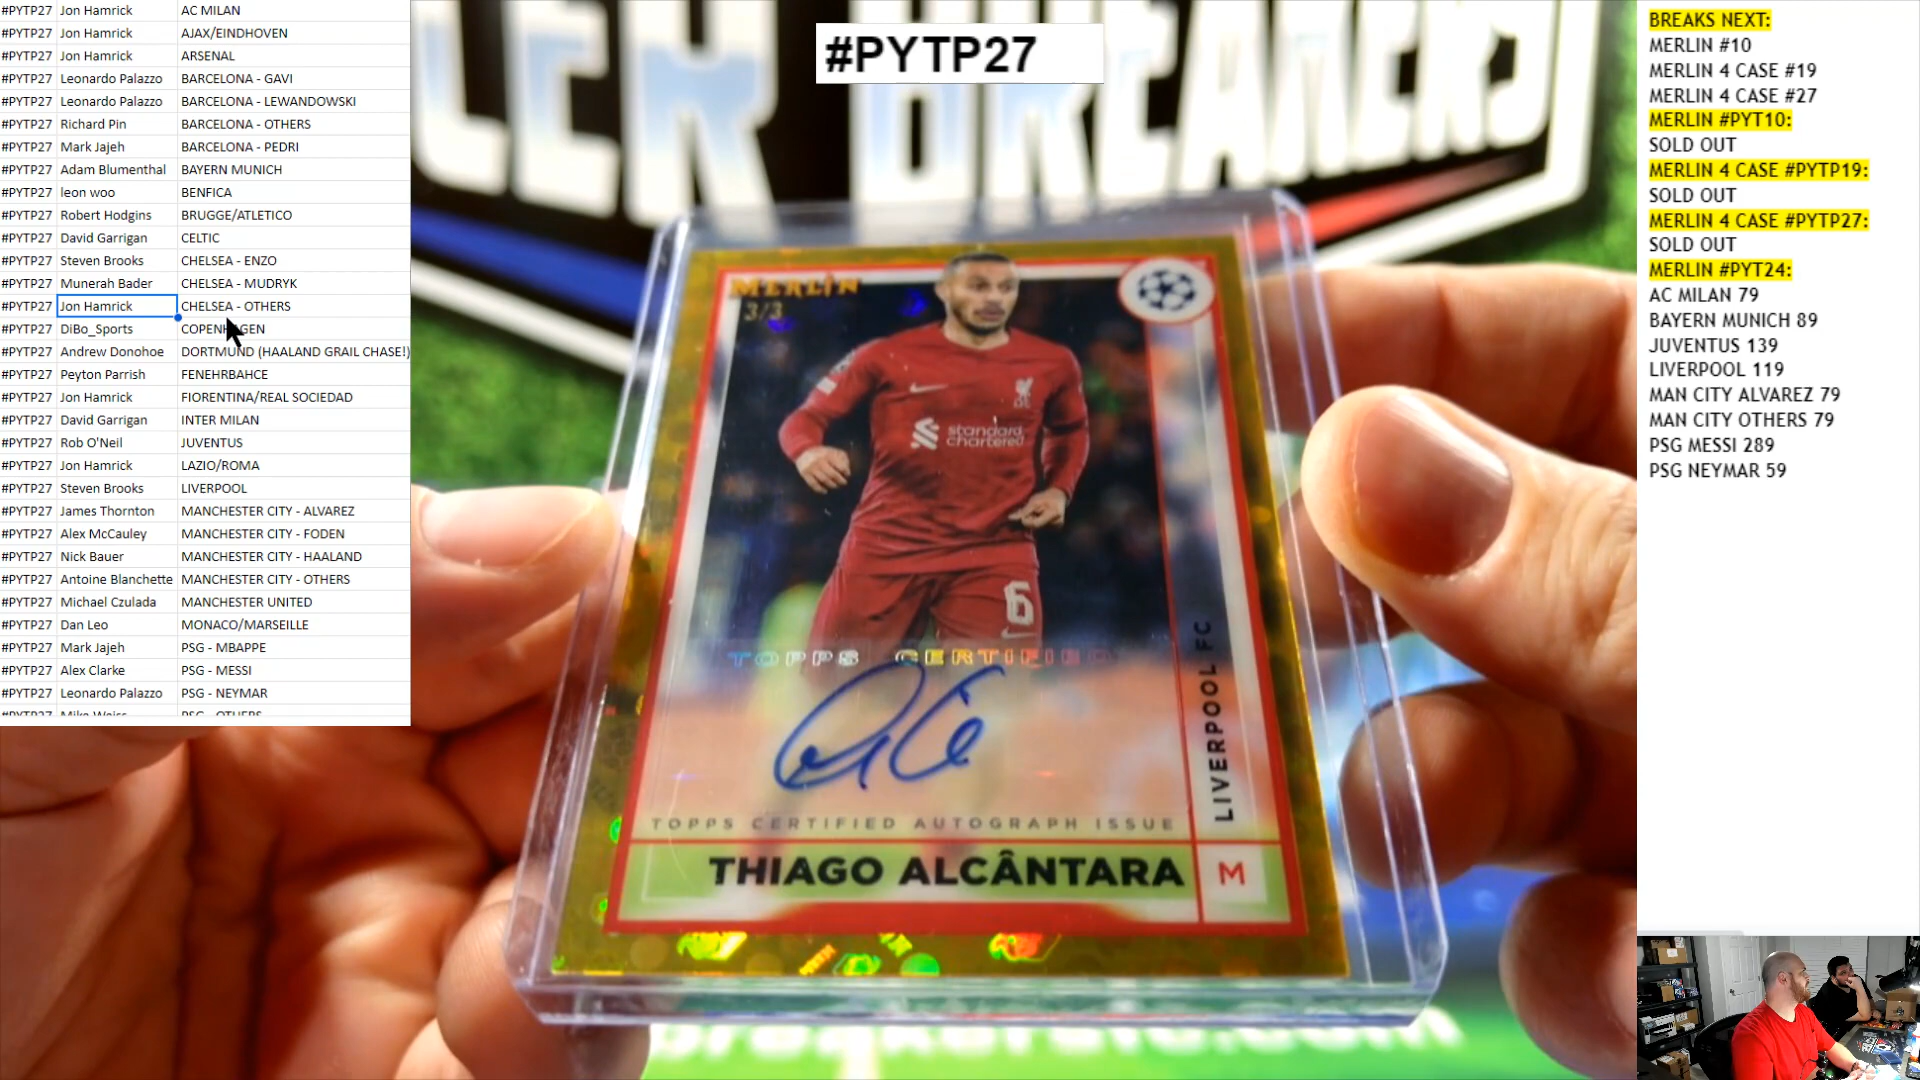 #PYTP27 Jon Hamrick AC MILAN
#PYTP27 Jon Hamrick AJAX/EINDHOVEN
#PYTP27 Jon Hamrick ARSENAL
#PYTP27 Leonardo Palazzo BARCELONA - GAVI
#PYTP27 Leonardo Palazzo BARCELONA - LEWANDOWSKI
#PYTP27 Richard Pin BARCELONA - OTHERS
#PYTP27 Mark Jajeh BARCELONA - PEDRI
#PYTP27 Adam Blumenthal BAYERN MUNICH
#PYTP27 leon woo BENFICA
#PYTP27 Robert Hodgins BRUGGE/ATLETICO
#PYTP27 David Garrigan CELTIC
#PYTP27 Steven Brooks CHELSEA - ENZO
#PYTP27 Munerah Bader CHELSEA - MUDRYK
#PYTP27 Jon Hamrick CHELSEA - OTHERS
#PYTP27 DiBo_Sports COPENHAGEN
#PYTP27 Andrew Donohoe DORTMUND (HAALAND GRAIL CHASE!)
#PYTP27 Peyton Parrish FENEHRBAHCE
#PYTP27 Jon Hamrick FIORENTINA/REAL SOCIEDAD
#PYTP27 David Garrigan INTER MILAN
#PYTP27 Rob O'Neil JUVENTUS
#PYTP27 Jon Hamrick LAZIO/ROMA
#PYTP27 Steven Brooks LIVERPOOL
#PYTP27 James Thornton MANCHESTER CITY - ALVAREZ
#PYTP27 Alex McCauley MANCHESTER CITY - FODEN
#PYTP27 Nick Bauer MANCHESTER CITY - HAALAND
#PYTP27 Antoine Blanchette MANCHESTER CITY - OTHERS
#PYTP27 Michael Czulada MANCHESTER UNITED
#PYTP27 Dan Leo MONACO/MARSEILLE
#PYTP27 Mark Jajeh PSG - MBAPPE
#PYTP27 Alex Clarke PSG - MESSI
#PYTP27 Leonardo Palazzo PSG - NEYMAR
#PYTP27 Mike Weiss PSG - OTHERS
#PYTP27
BREAKERS
MERLIN
3/3
standard
chartered
6
TOPPS CERTIFIED
LIVERPOOL FC
TOPPS CERTIFIED AUTOGRAPH ISSUE
THIAGO ALCÂNTARA
M
BREAKS NEXT:
MERLIN #10
MERLIN 4 CASE #19
MERLIN 4 CASE #27
MERLIN #PYT10:
SOLD OUT
MERLIN 4 CASE #PYTP19:
SOLD OUT
MERLIN 4 CASE #PYTP27:
SOLD OUT
MERLIN #PYT24:
AC MILAN 79
BAYERN MUNICH 89
JUVENTUS 139
LIVERPOOL 119
MAN CITY ALVAREZ 79
MAN CITY OTHERS 79
PSG MESSI 289
PSG NEYMAR 59